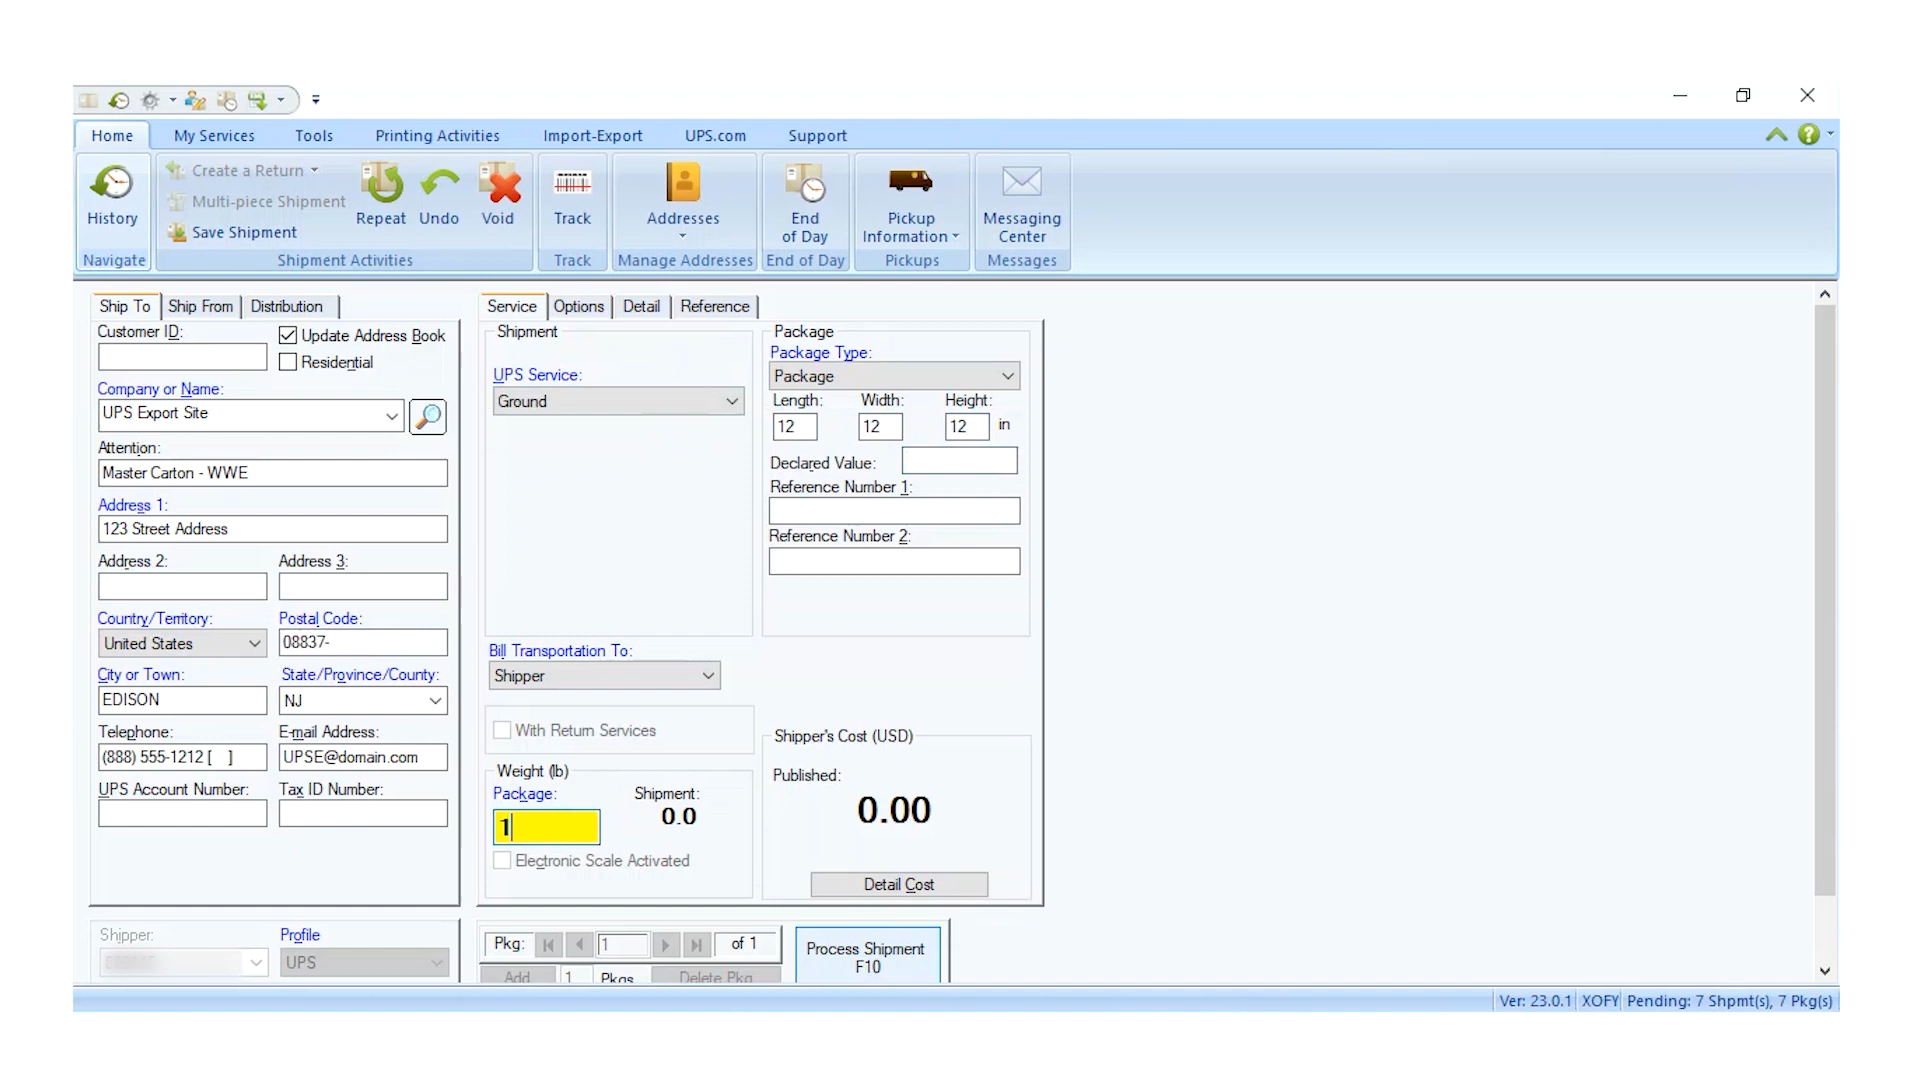 Home My Services Tools Printing Activities Import-Export UPS.com Support
History
Navigate
Create a Return
Multi-piece Shipment
Save Shipment
Repeat Undo Void
Shipment Activities
Track
Track
Addresses
Manage Addresses
End
of Day
End of Day
Pickup
Information
Pickups
Messaging
Center
Messages
Ship To Ship From Distribution
Customer ID:
Update Address Book
Residential
Company or Name:
UPS Export Site
Attention:
Master Carton - WWE
Address 1:
123 Street Address
Address 2: Address 3:
Country/Territory: Postal Code:
United States 08837-
City or Town: State/Province/County:
EDISON NJ
Telephone: E-mail Address:
(888) 555-1212 [ ] UPSE@domain.com
UPS Account Number: Tax ID Number:
Shipper: Profile
UPS
Service Options Detail Reference
Shipment
UPS Service:
Ground
Package
Package Type:
Package
Length: Width: Height:
12 12 12 in
Declared Value:
Reference Number 1:
Reference Number 2:
Bill Transportation To:
Shipper
With Return Services
Weight (lb)
Package: Shipment:
1 0.0
Electronic Scale Activated
Shipper's Cost (USD)
Published:
0.00
Detail Cost
Pkg: 1 of 1
Add 1 Pkgs Delete Pkg
Process Shipment
F10
Ver: 23.0.1 XOFY Pending: 7 Shpmt(s), 7 Pkg(s)